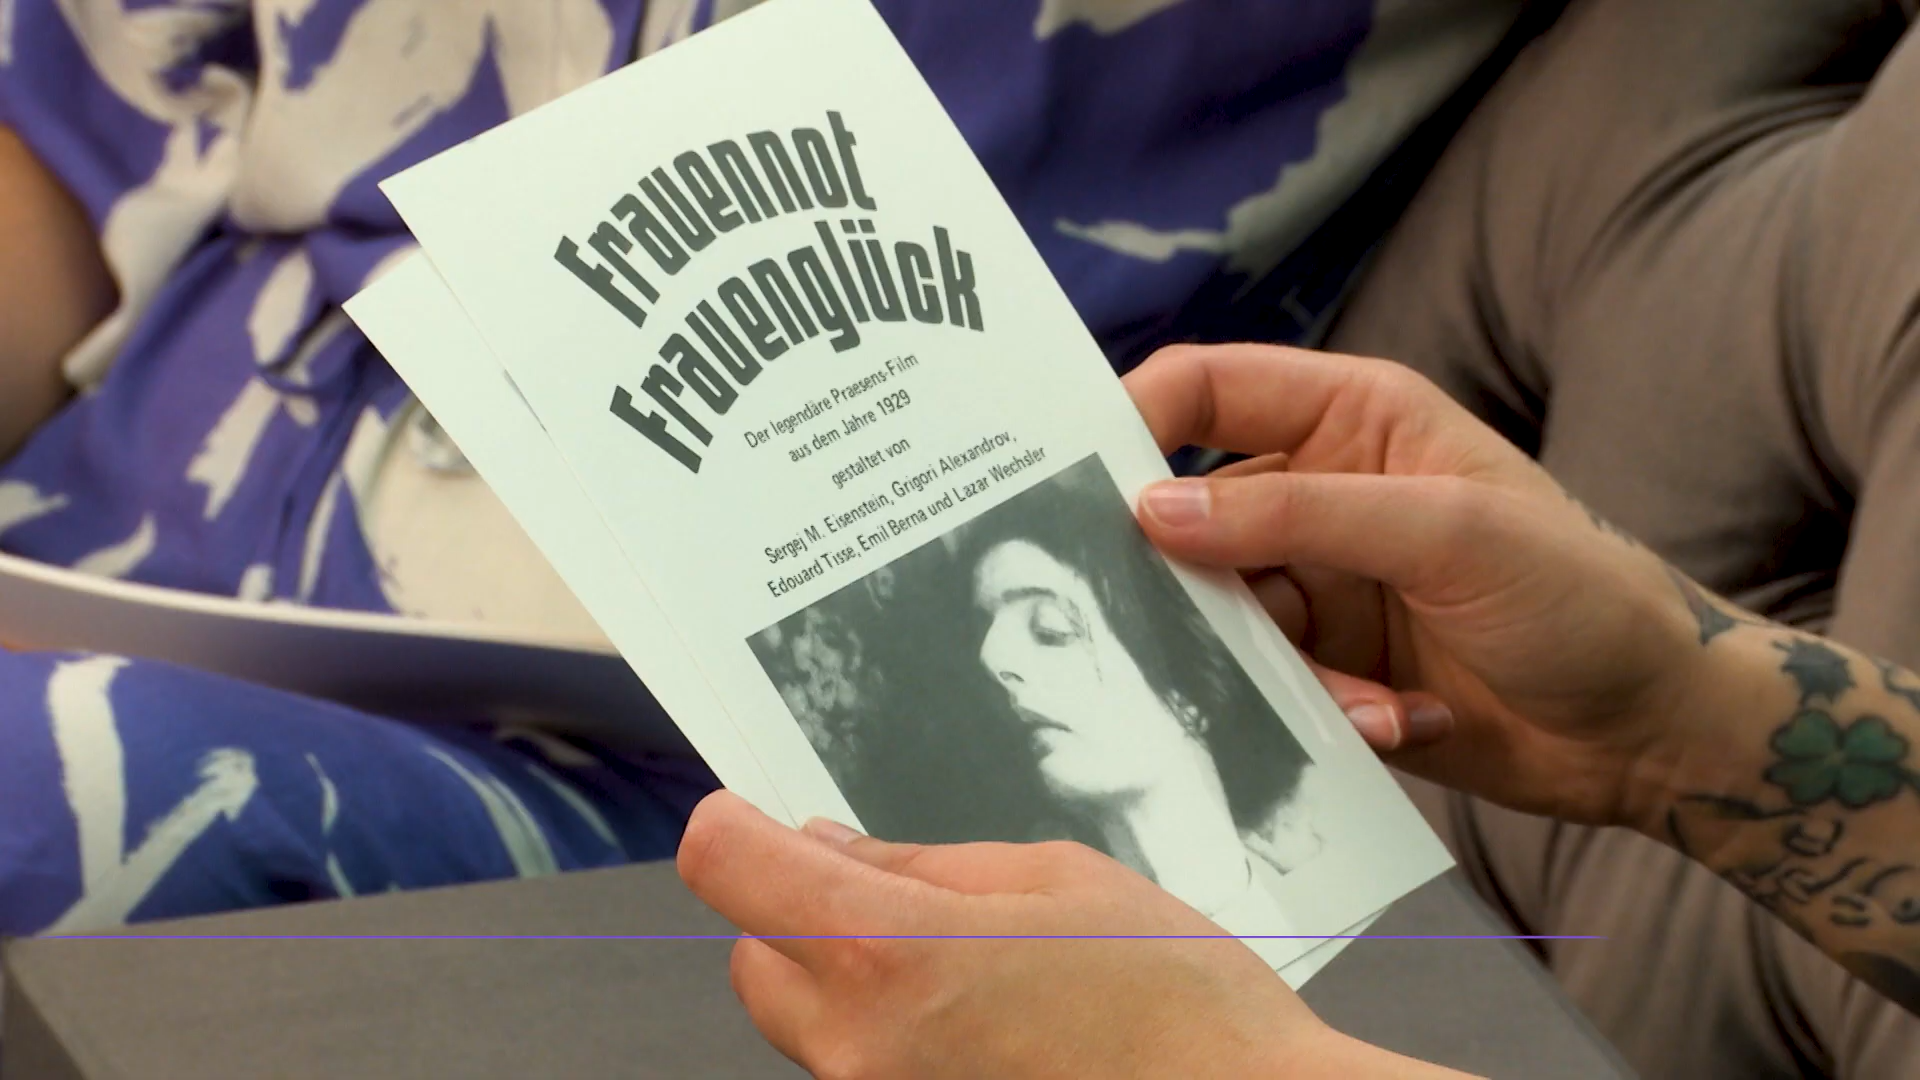 Frauennot
Frauenglück
Der legendäre Praesens-Film
aus dem Jahre 1929
gestaltet von
Sergej M. Eisenstein, Grigori Alexandrov,
Edouard Tisse, Emil Berna und Lazar Wechsler